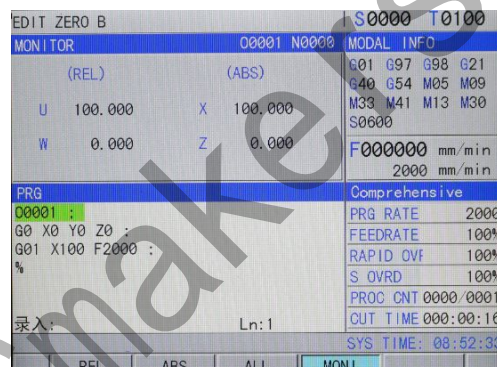 EDIT ZERO B
S0000 T0100
MONITOR O0001 N0000
(REL) (ABS)
U 100.000 X 100.000
W 0.000 Z 0.000
MODAL INFO
G01 G97 G98 G21
G40 G54 M05 M09
M33 M41 M13 M30
S0600
F000000 mm/min
2000 mm/min
PRG
O0001 ;
G0 X0 Y0 Z0 ;
G01 X100 F2000 ;
%
录入: Ln:1
Comprehensive
PRG RATE 2000
FEEDRATE 100%
RAPID OVF 100%
S OVRD 100%
PROC CNT 0000/0001
CUT TIME 000:00:16
SYS TIME: 08:52:33
REL ABS ALL MONI
makers